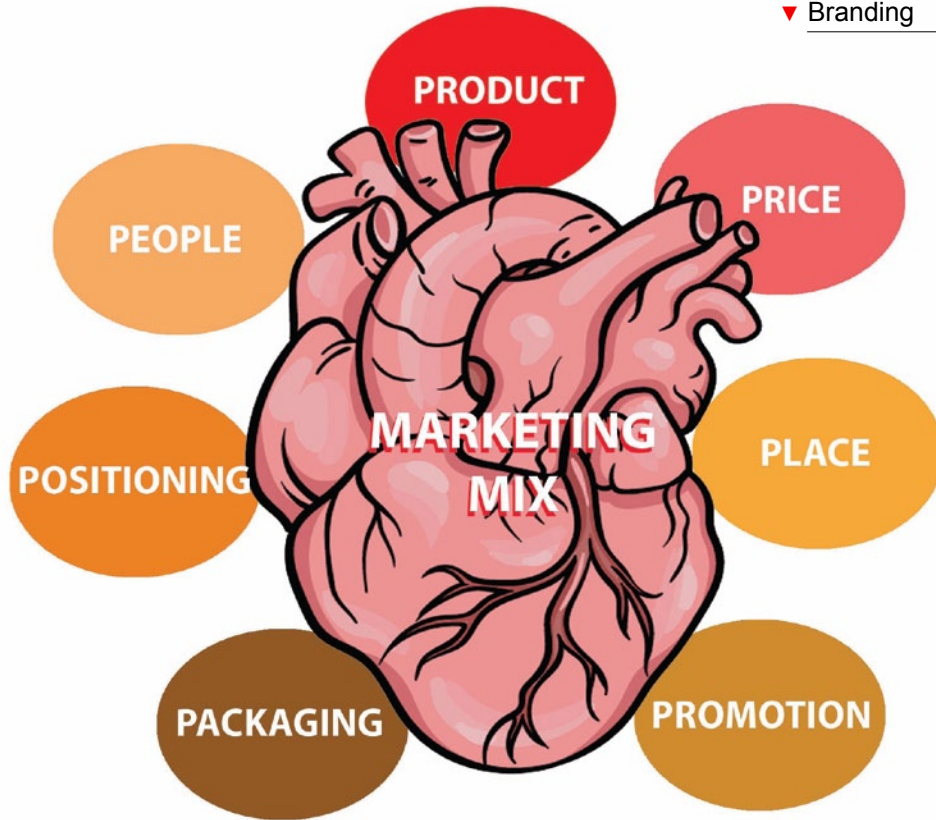 Branding
PRODUCT
PRICE
PEOPLE
MARKETING
MIX
PLACE
POSITIONING
PROMOTION
PACKAGING